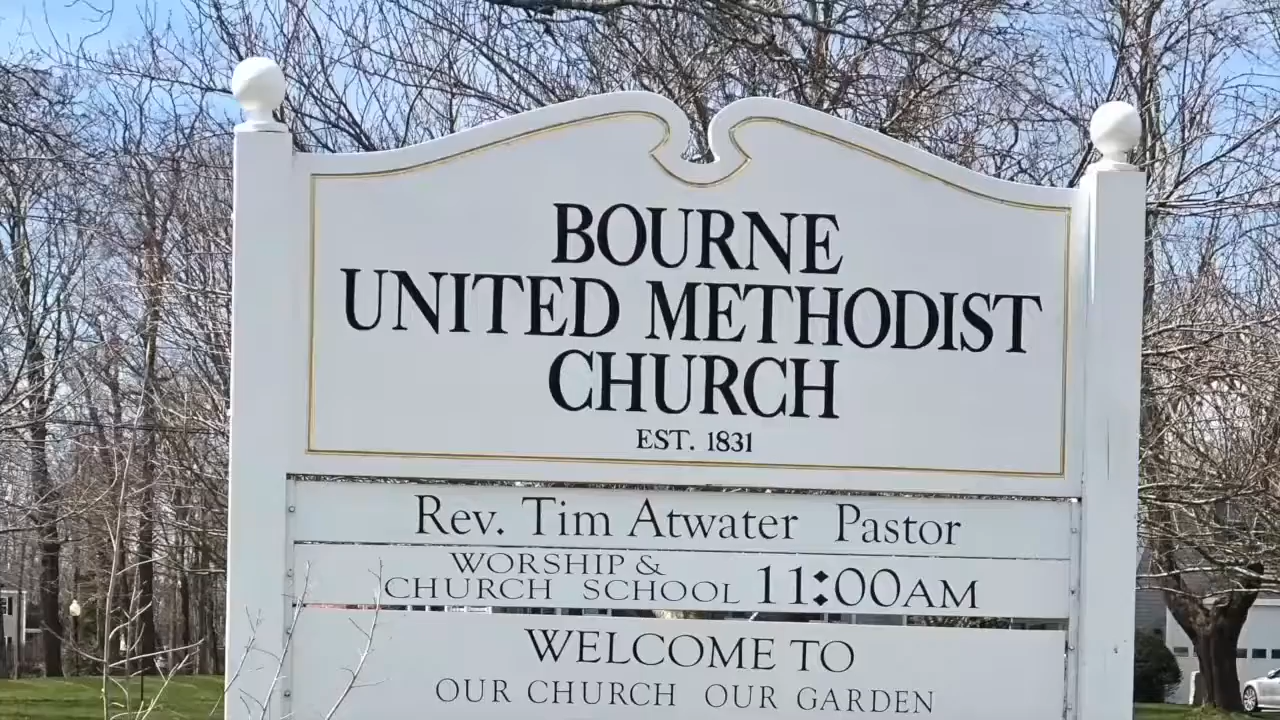 BOURNE
UNITED METHODIST
CHURCH
EST. 1831
Rev. Tim Atwater Pastor
WORSHIP &
CHURCH SCHOOL 11:00AM
WELCOME TO
OUR CHURCH OUR GARDEN